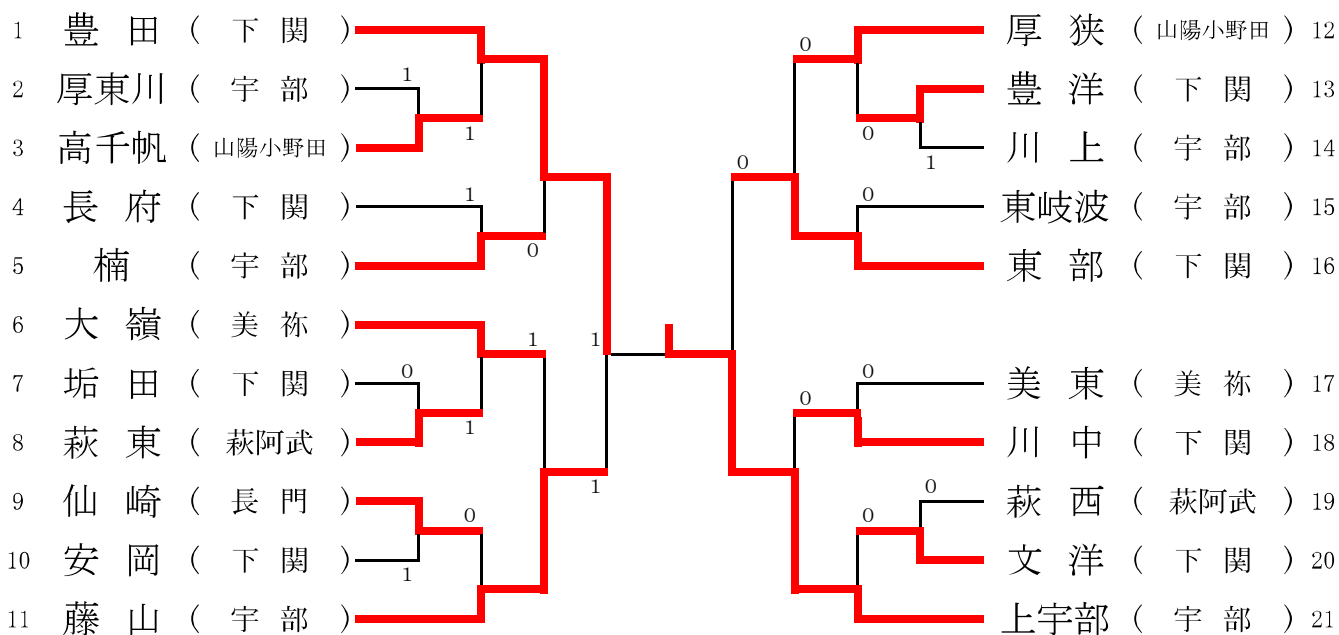 1 豊田 (下関)
2 厚東川 (宇部)
3 高千帆 (山陽小野田)
4 長府 (下関)
5 楠 (宇部)
6 大嶺 (美祢)
7 垢田 (下関)
8 萩東 (萩阿武)
9 仙崎 (長門)
10 安岡 (下関)
11 藤山 (宇部)
1
1
1
0
1
0
1
0
1
1
1
0
0
0
1
0
0
0
0
0
厚狭 (山陽小野田) 12
豊洋 (下関) 13
川上 (宇部) 14
東岐波 (宇部) 15
東部 (下関) 16
美東 (美祢) 17
川中 (下関) 18
萩西 (萩阿武) 19
文洋 (下関) 20
上宇部 (宇部) 21